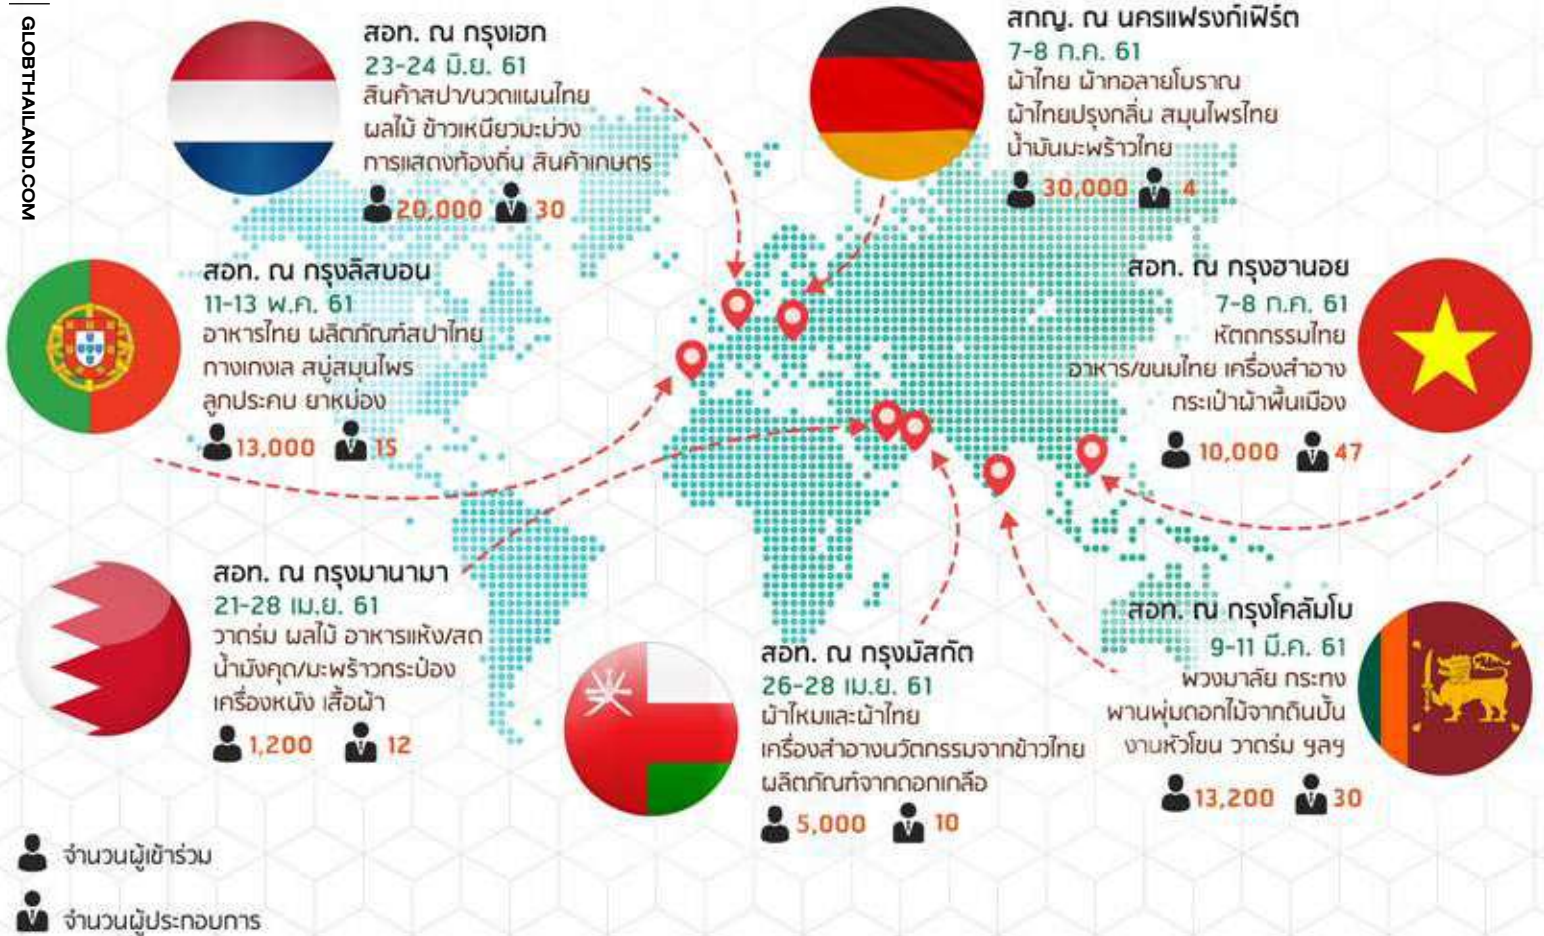 GLOBTHAILAND.COM
สอท. ณ กรุงเฮก
23-24 มิ.ย. 61
สินค้าสปา/นวดแผนไทย
ผลไม้ ข้าวเหนียวมะม่วง
การแสดงท้องถิ่น สินค้าเกษตร
20,000 30
สกญ. ณ นครแฟรงก์เฟิร์ต
7-8 ก.ค. 61
ผ้าไทย ผ้าทอลายโบราณ
ผ้าไทยปรุงกลิ่น สมุนไพรไทย
น้ำมันมะพร้าวไทย
30,000 4
สอท. ณ กรุงลิสบอน
11-13 พ.ค. 61
อาหารไทย ผลิตภัณฑ์สปาไทย
กางเกงเล สบู่สมุนไพร
ลูกประคบ ยาหม่อง
13,000 15
สอท. ณ กรุงฮานอย
7-8 ก.ค. 61
หัตถกรรมไทย
อาหาร/ขนมไทย เครื่องสำอาง
กระเป๋าผ้าพื้นเมือง
10,000 47
สอท. ณ กรุงมานามา
21-28 เม.ย. 61
วาดร่ม ผลไม้ อาหารแห้ง/สด
น้ำมังคุด/มะพร้าวกระป๋อง
เครื่องหนัง เสื้อผ้า
1,200 12
สอท. ณ กรุงมัสกัต
26-28 เม.ย. 61
ผ้าไหมและผ้าไทย
เครื่องสำอางนวัตกรรมจากข้าวไทย
ผลิตภัณฑ์จากดอกเกลือ
5,000 10
สอท. ณ กรุงโคลัมโบ
9-11 มี.ค. 61
พวงมาลัย กระทง
พานพุ่มดอกไม้จากดินปั้น
งานหัวโขน วาดร่ม ฯลฯ
13,200 30
จำนวนผู้เข้าร่วม
จำนวนผู้ประกอบการ